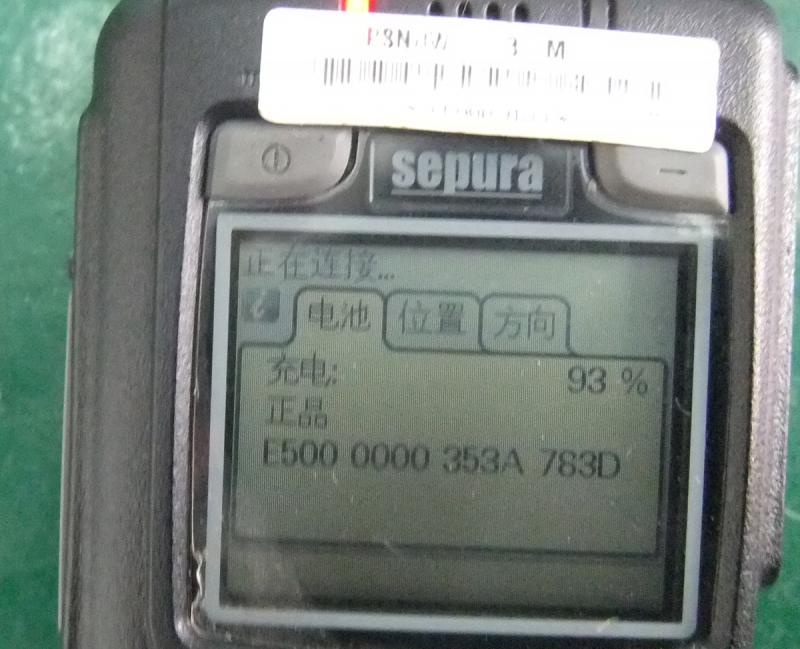 sepura
正在连接...
电池 位置 方向
充电: 93 %
正品
E500 0000 353A 783D